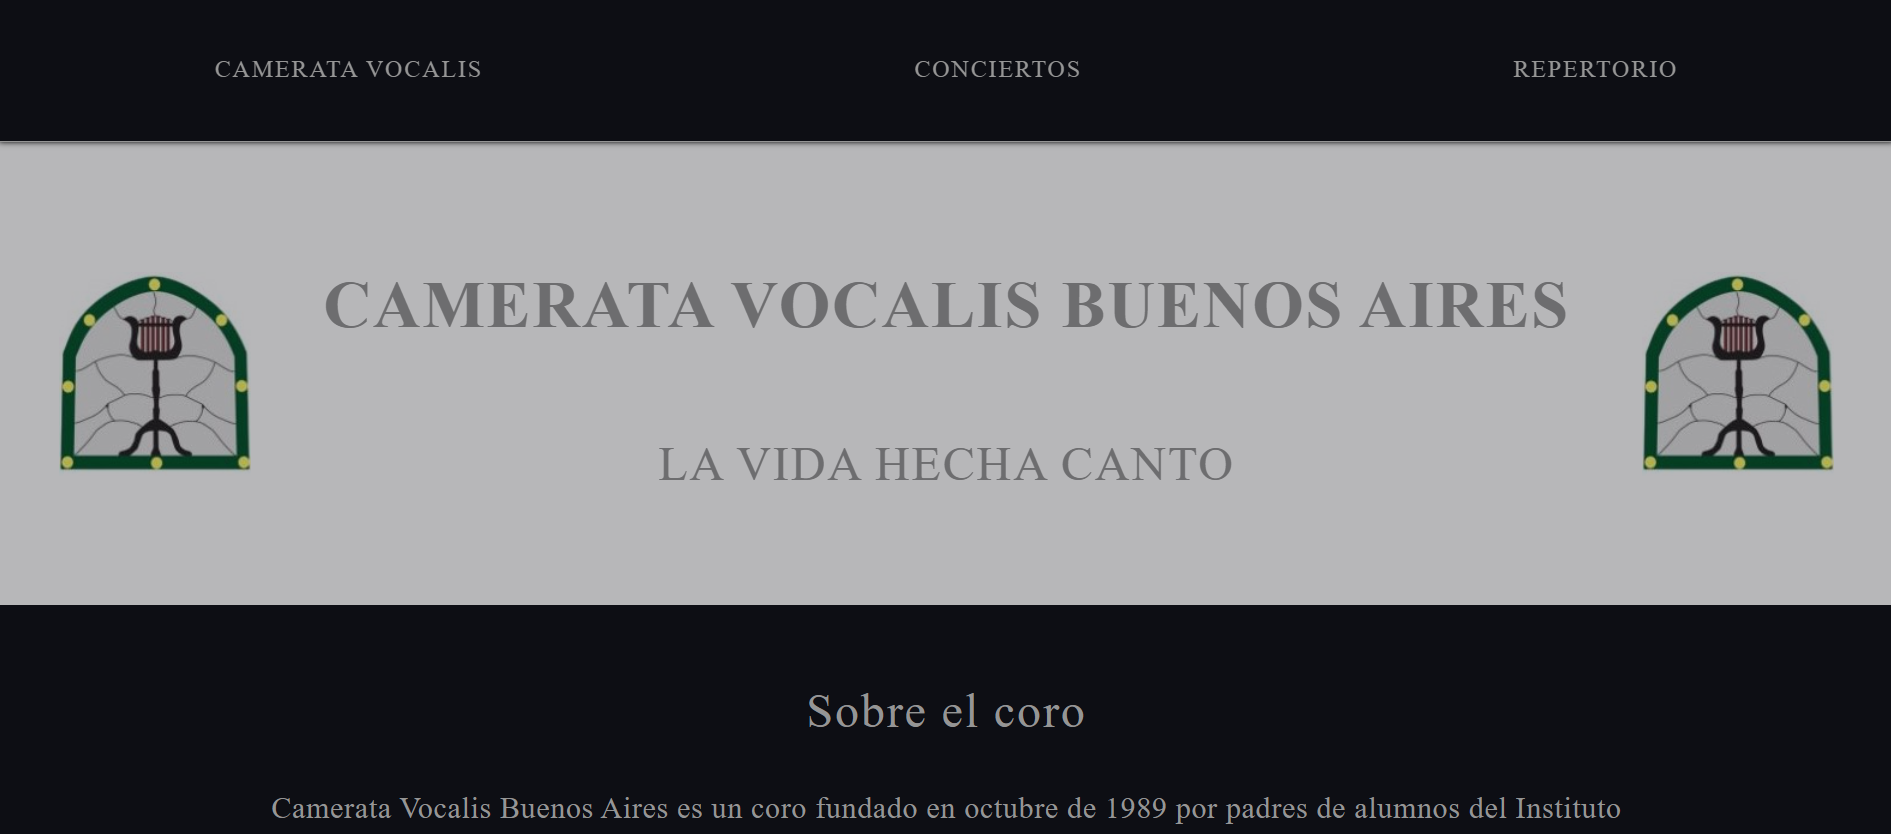 CAMERATA VOCALIS
CONCIERTOS
REPERTORIO
CAMERATA VOCALIS BUENOS AIRES
LA VIDA HECHA CANTO
Sobre el coro
Camerata Vocalis Buenos Aires es un coro fundado en octubre de 1989 por padres de alumnos del Instituto